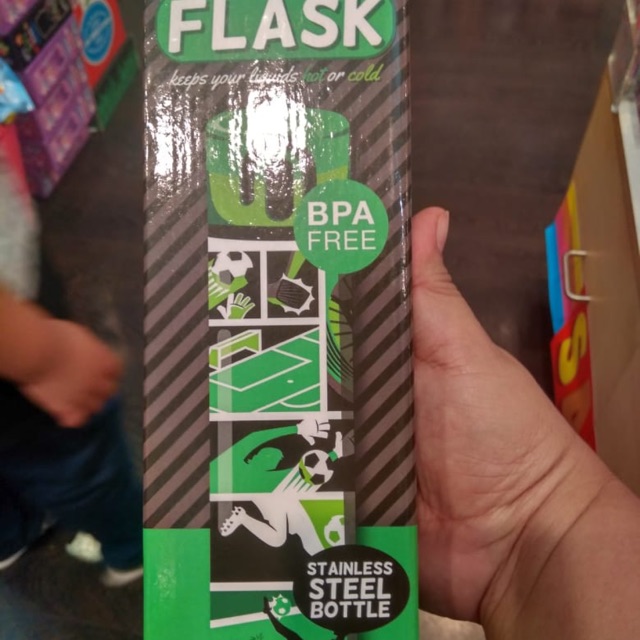 FLASK
keeps your liquids hot or cold
BPA
FREE
STAINLESS
STEEL
BOTTLE